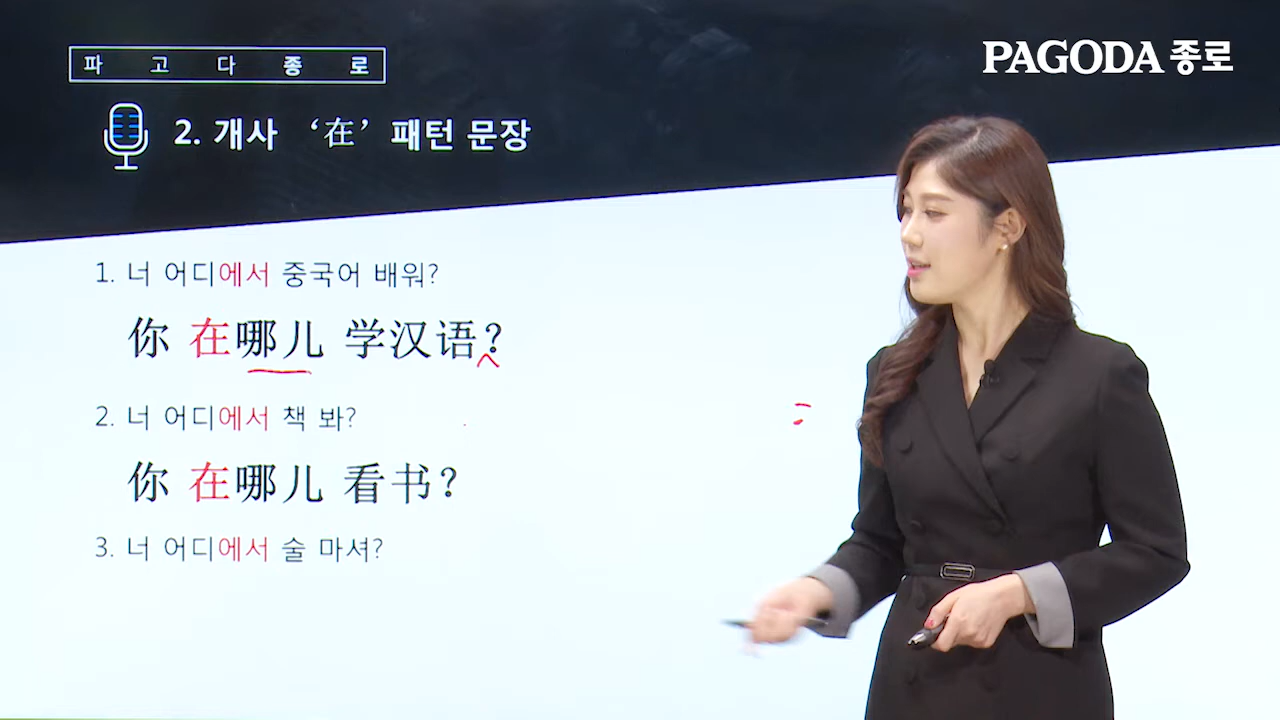 파고다종로
PAGODA 종로
2. 개사 ‘在’ 패턴 문장
1. 너 어디에서 중국어 배워?
你 在哪儿 学汉语?
2. 너 어디에서 책 봐?
你 在哪儿 看书?
3. 너 어디에서 술 마셔?